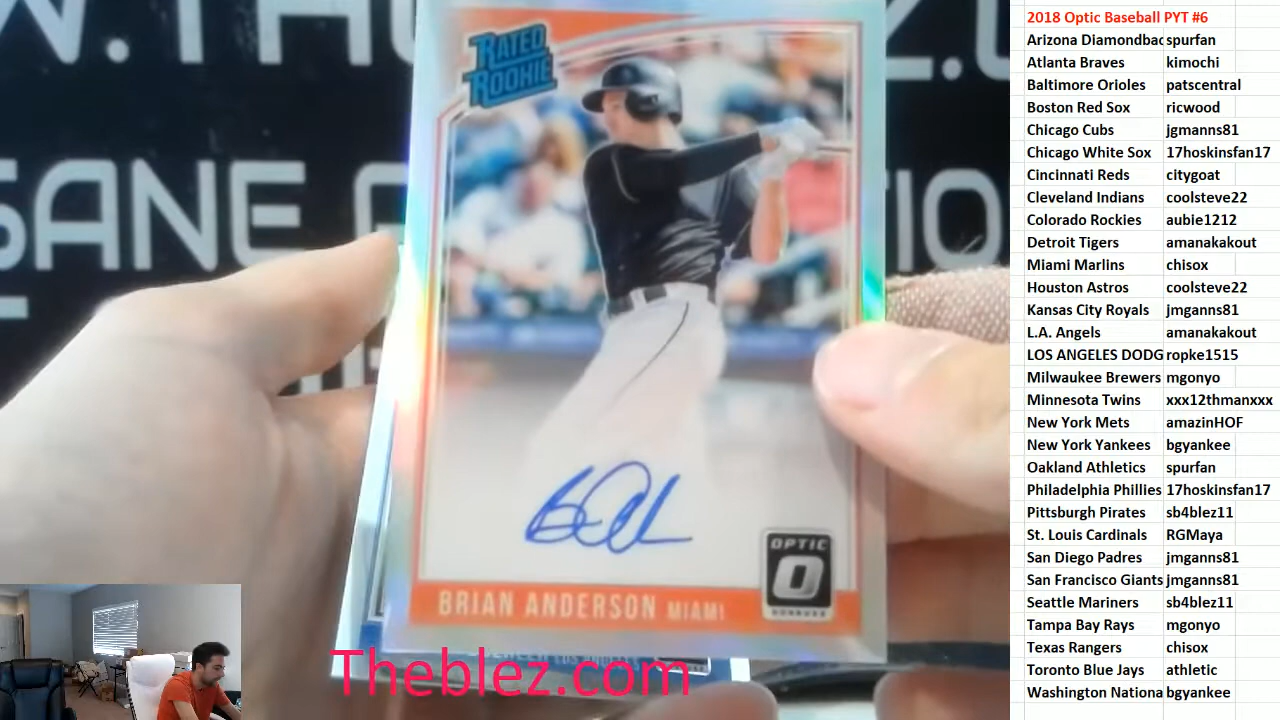 RATED
ROOKIE
OPTIC
BRIAN ANDERSON MIAMI
LOS ANGELES
Theblez.com
2018 Optic Baseball PYT #6
Arizona Diamondbac spurfan
Atlanta Braves kimochi
Baltimore Orioles patscentral
Boston Red Sox ricwood
Chicago Cubs jgmanns81
Chicago White Sox 17hoskinsfan17
Cincinnati Reds citygoat
Cleveland Indians coolsteve22
Colorado Rockies aubie1212
Detroit Tigers amanakakout
Miami Marlins chisox
Houston Astros coolsteve22
Kansas City Royals jmganns81
L.A. Angels amanakakout
LOS ANGELES DODG ropke1515
Milwaukee Brewers mgonyo
Minnesota Twins xxx12thmanxxx
New York Mets amazinHOF
New York Yankees bgyankee
Oakland Athletics spurfan
Philadelphia Phillies 17hoskinsfan17
Pittsburgh Pirates sb4blez11
St. Louis Cardinals RGMaya
San Diego Padres jmganns81
San Francisco Giants jmganns81
Seattle Mariners sb4blez11
Tampa Bay Rays mgonyo
Texas Rangers chisox
Toronto Blue Jays athletic
Washington Nationa bgyankee